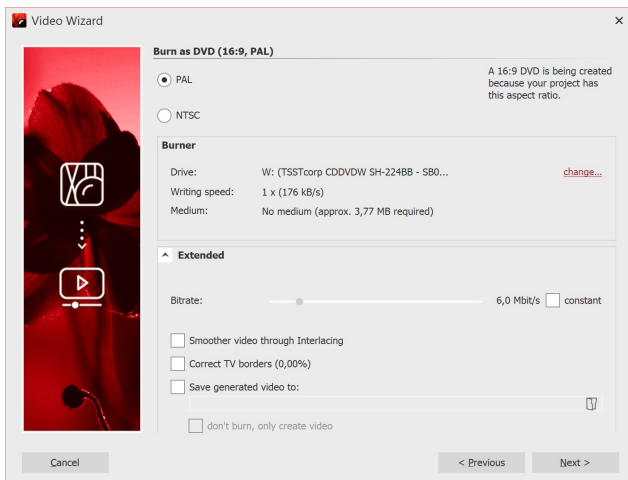 Video Wizard
Burn as DVD (16:9, PAL)
PAL
A 16:9 DVD is being created
because your project has
this aspect ratio.
NTSC
Burner
Drive: W: (TSSTcorp CDDVDW SH-224BB - SB0... change...
Writing speed: 1 x (176 kB/s)
Medium: No medium (approx. 3,77 MB required)
Extended
Bitrate: 6,0 Mbit/s constant
Smoother video through Interlacing
Correct TV borders (0,00%)
Save generated video to:
don't burn, only create video
Cancel < Previous Next >